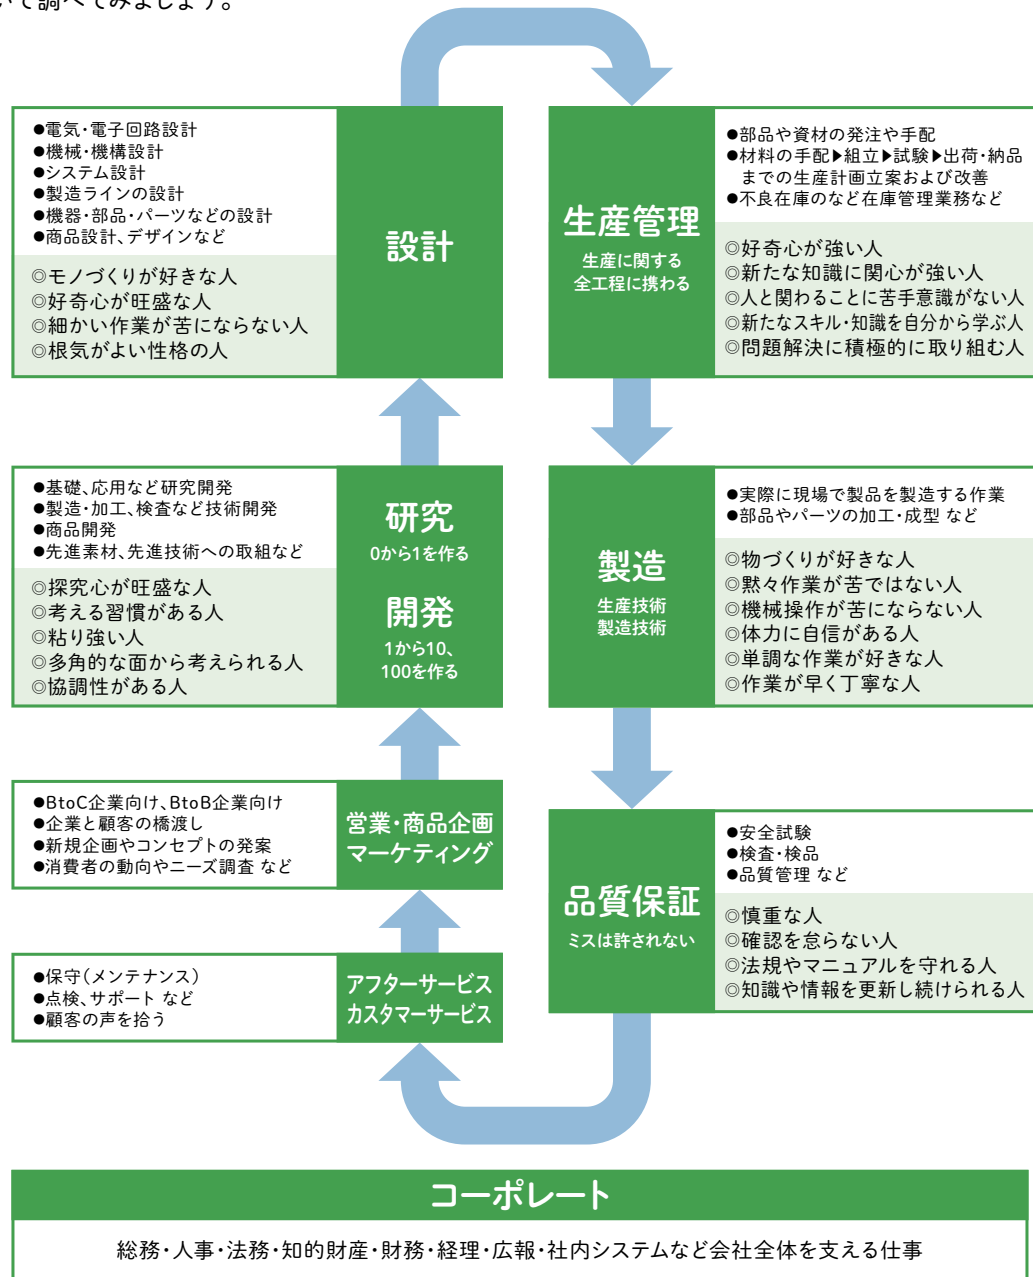 いて調べてみましょう。
●電気・電子回路設計
●機械・機構設計
●システム設計
●製造ラインの設計
●機器・部品・パーツなどの設計
●商品設計、デザインなど
◎モノづくりが好きな人
◎好奇心が旺盛な人
◎細かい作業が苦にならない人
◎根気がよい性格の人
設計
生産管理
生産に関する
全工程に携わる
●部品や資材の発注や手配
●材料の手配▶組立▶試験▶出荷・納品
までの生産計画立案および改善
●不良在庫のなど在庫管理業務など
◎好奇心が強い人
◎新たな知識に関心が強い人
◎人と関わることに苦手意識がない人
◎新たなスキル・知識を自分から学ぶ人
◎問題解決に積極的に取り組む人
●基礎、応用など研究開発
●製造・加工、検査など技術開発
●商品開発
●先進素材、先進技術への取組など
◎探究心が旺盛な人
◎考える習慣がある人
◎粘り強い人
◎多角的な面から考えられる人
◎協調性がある人
研究
0から1を作る
開発
1から10、
100を作る
製造
生産技術
製造技術
●実際に現場で製品を製造する作業
●部品やパーツの加工・成型 など
◎物づくりが好きな人
◎黙々作業が苦ではない人
◎機械操作が苦にならない人
◎体力に自信がある人
◎単調な作業が好きな人
◎作業が早く丁寧な人
●BtoC企業向け、BtoB企業向け
●企業と顧客の橋渡し
●新規企画やコンセプトの発案
●消費者の動向やニーズ調査 など
営業・商品企画
マーケティング
品質保証
ミスは許されない
●安全試験
●検査・検品
●品質管理 など
◎慎重な人
◎確認を怠らない人
◎法規やマニュアルを守れる人
◎知識や情報を更新し続けられる人
●保守（メンテナンス）
●点検、サポート など
●顧客の声を拾う
アフターサービス
カスタマーサービス
コーポレート
総務・人事・法務・知的財産・財務・経理・広報・社内システムなど会社全体を支える仕事